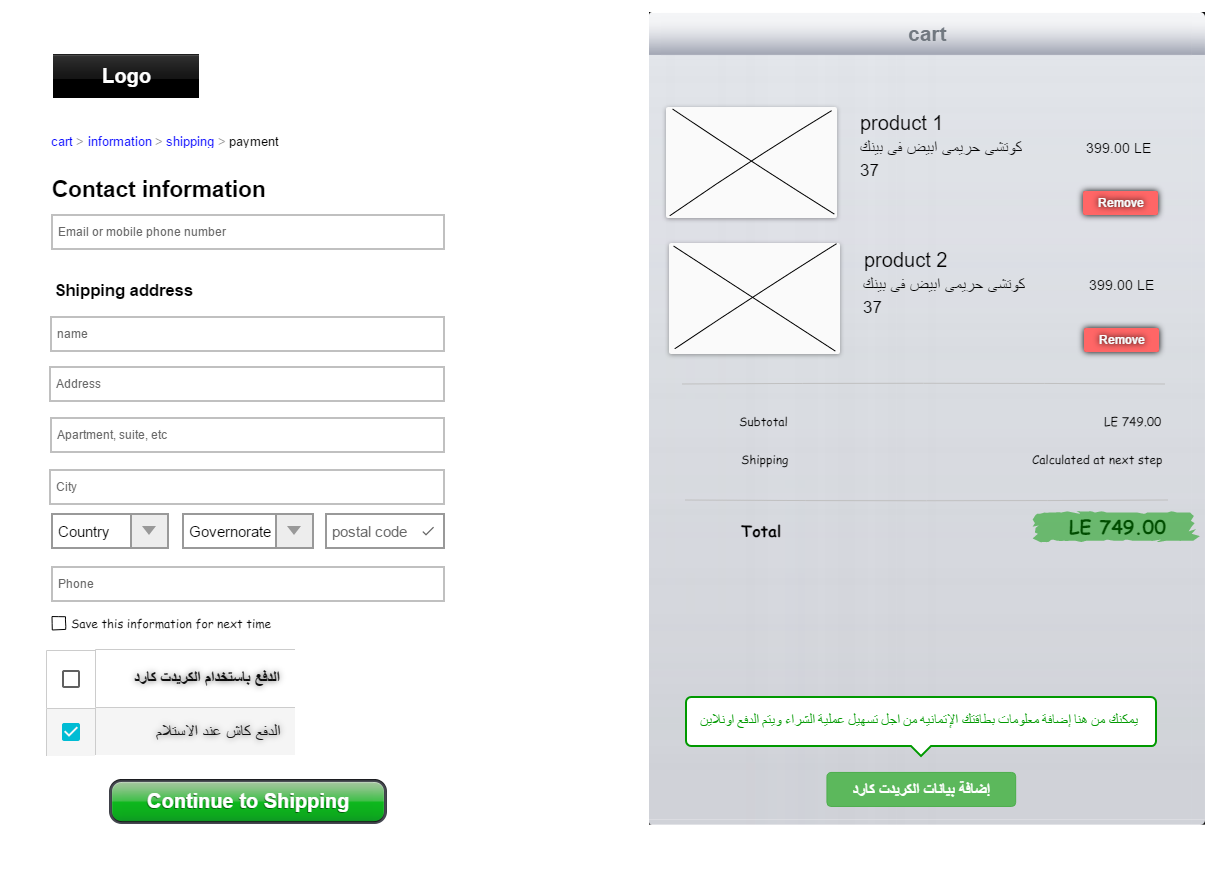 Logo
cart > information > shipping > payment
Contact information
Email or mobile phone number
Shipping address
name
Address
Apartment, suite, etc
City
Country
Governorate
postal code
Phone
Save this information for next time
الدفع باستخدام الكريدت كارد
الدفع كاش عند الاستلام
Continue to Shipping
cart
product 1
كوتشى حريمى ابيض فى بينك
399.00 LE
37
Remove
product 2
كوتشى حريمى ابيض فى بينك
399.00 LE
37
Remove
Subtotal
LE 749.00
Shipping
Calculated at next step
Total
LE 749.00
يمكنك من هنا إضافة معلومات بطاقتك الإتمانيه من اجل تسهيل عملية الشراء ويتم الدفع اونلاين
إضافة بيانات الكريدت كارد